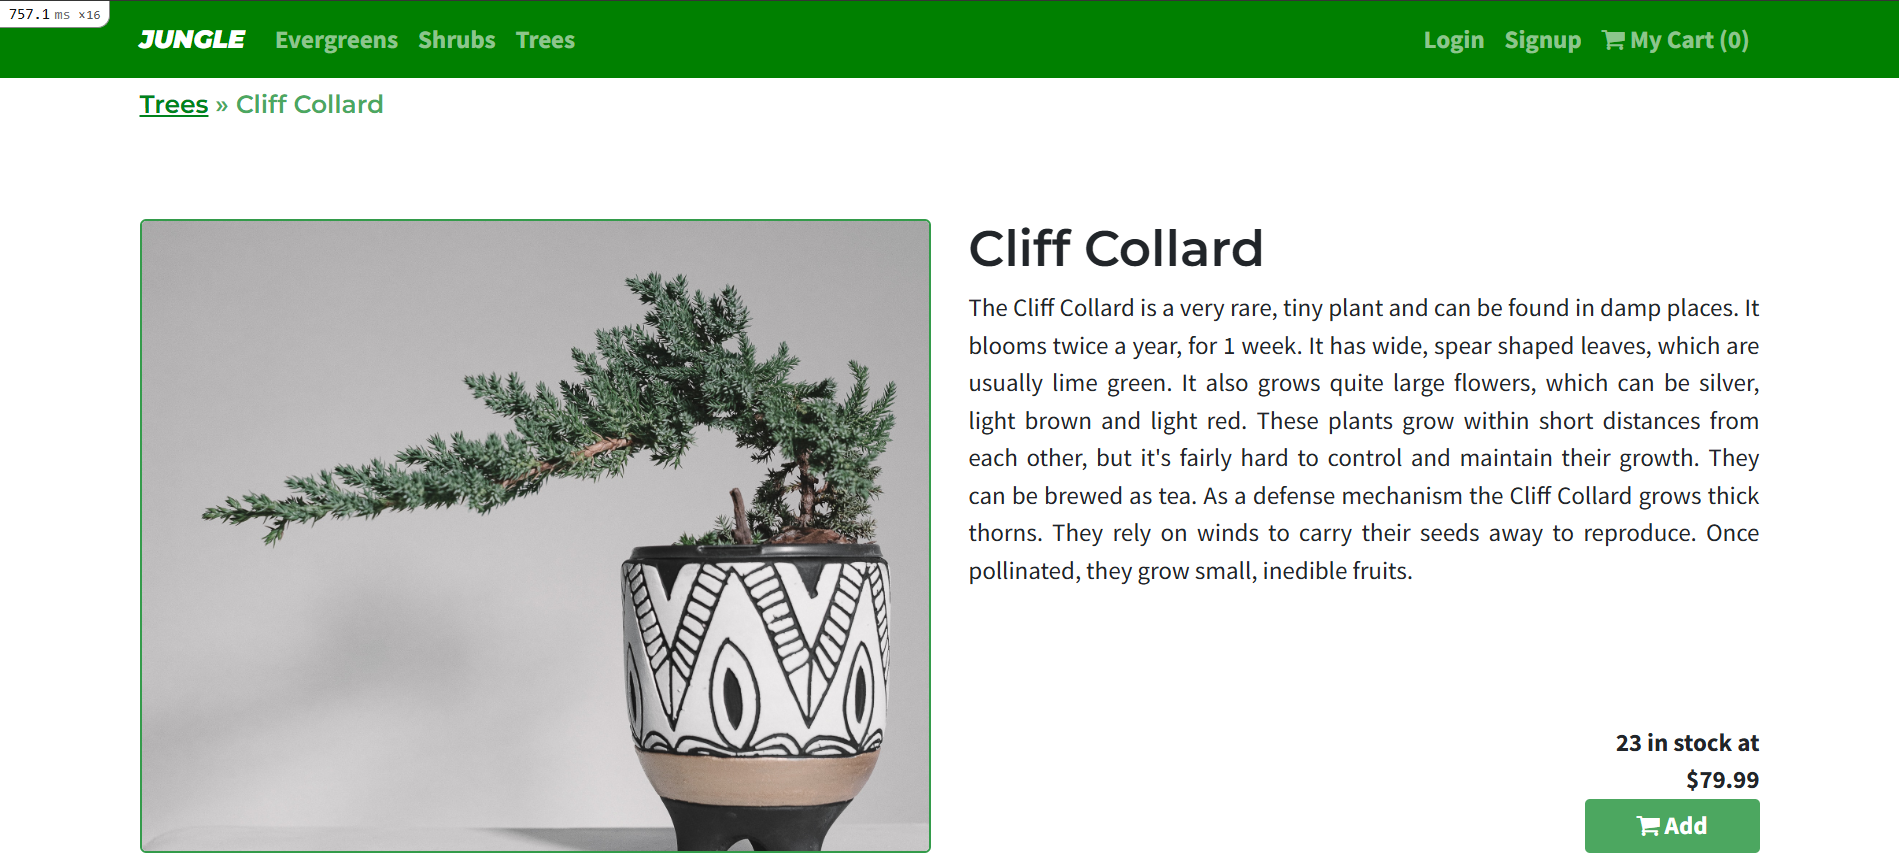 757.1 ms ×16
JUNGLE Evergreens Shrubs Trees Login Signup My Cart (0)
Trees » Cliff Collard
Cliff Collard
The Cliff Collard is a very rare, tiny plant and can be found in damp places. It
blooms twice a year, for 1 week. It has wide, spear shaped leaves, which are
usually lime green. It also grows quite large flowers, which can be silver,
light brown and light red. These plants grow within short distances from
each other, but it's fairly hard to control and maintain their growth. They
can be brewed as tea. As a defense mechanism the Cliff Collard grows thick
thorns. They rely on winds to carry their seeds away to reproduce. Once
pollinated, they grow small, inedible fruits.
23 in stock at
$79.99
Add